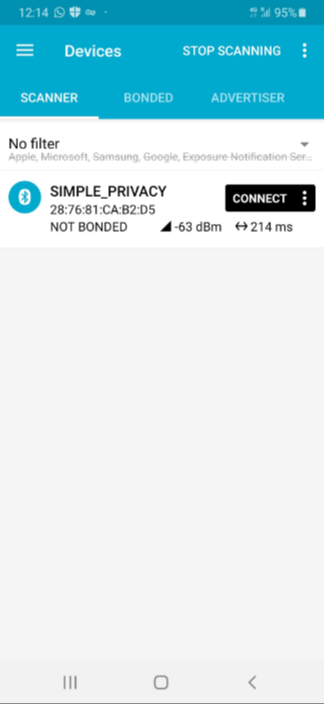 12:14 95%
Devices STOP SCANNING
SCANNER BONDED ADVERTISER
No filter
Apple, Microsoft, Samsung, Google, Exposure Notification Ser...
SIMPLE_PRIVACY
CONNECT
28:76:81:CA:B2:D5
NOT BONDED -63 dBm 214 ms